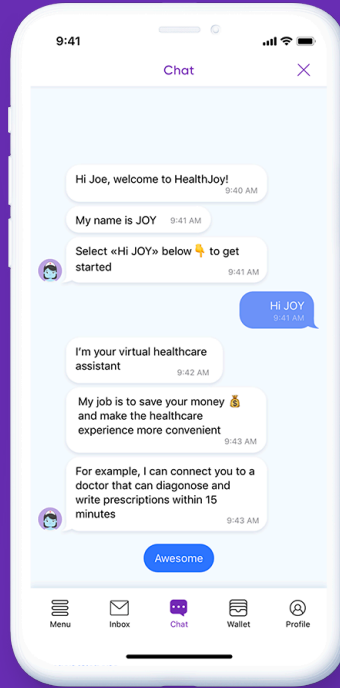 9:41
Chat
Hi Joe, welcome to HealthJoy!
9:40 AM
My name is JOY 9:41 AM
Select «Hi JOY» below 👇 to get
started
9:41 AM
Hi JOY
9:41 AM
I'm your virtual healthcare
assistant
9:42 AM
My job is to save your money 💰
and make the healthcare
experience more convenient
9:43 AM
For example, I can connect you to a
doctor that can diagonose and
write prescriptions within 15
minutes
9:43 AM
Awesome
Menu Inbox Chat Wallet Profile